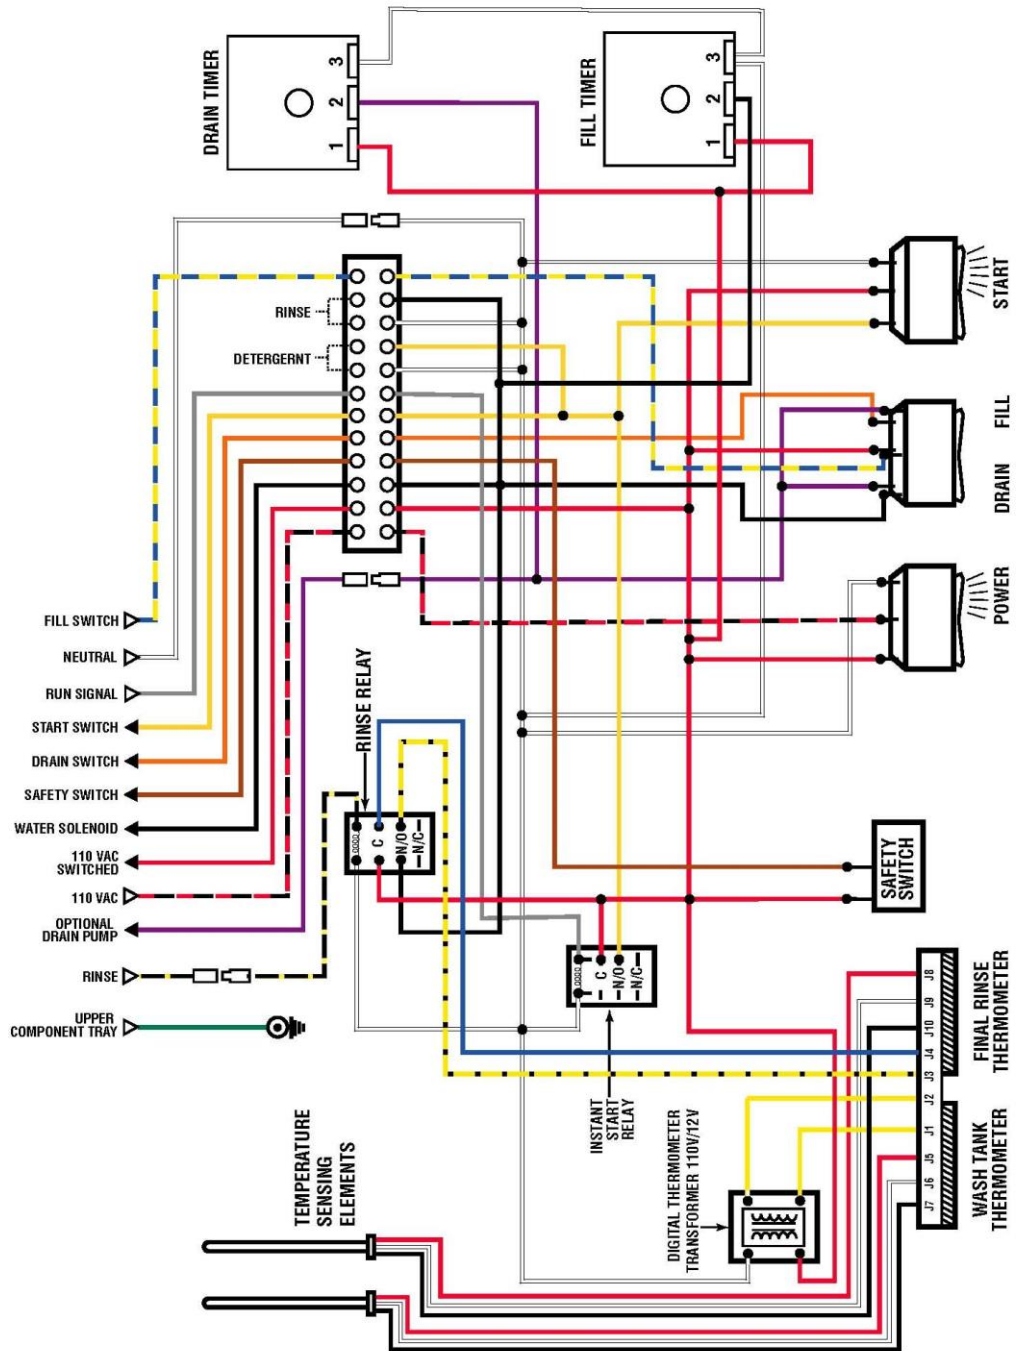 DRAIN TIMER
1 2 3
FILL TIMER
1 2 3
RINSE
DETERGERNT
START
FILL
DRAIN
POWER
FILL SWITCH
NEUTRAL
RUN SIGNAL
START SWITCH
DRAIN SWITCH
SAFETY SWITCH
WATER SOLENOID
110 VAC
SWITCHED
110 VAC
OPTIONAL
DRAIN PUMP
RINSE
UPPER
COMPONENT TRAY
RINSE RELAY
C
N/O
N/C
SAFETY
SWITCH
C
N/O
N/C
INSTANT
START
RELAY
TEMPERATURE
SENSING
ELEMENTS
DIGITAL THERMOMETER
TRANSFORMER 110V/12V
J7 J6 J5 J1 J2 J3 J4 J10 J9 J8
WASH TANK
THERMOMETER
FINAL RINSE
THERMOMETER